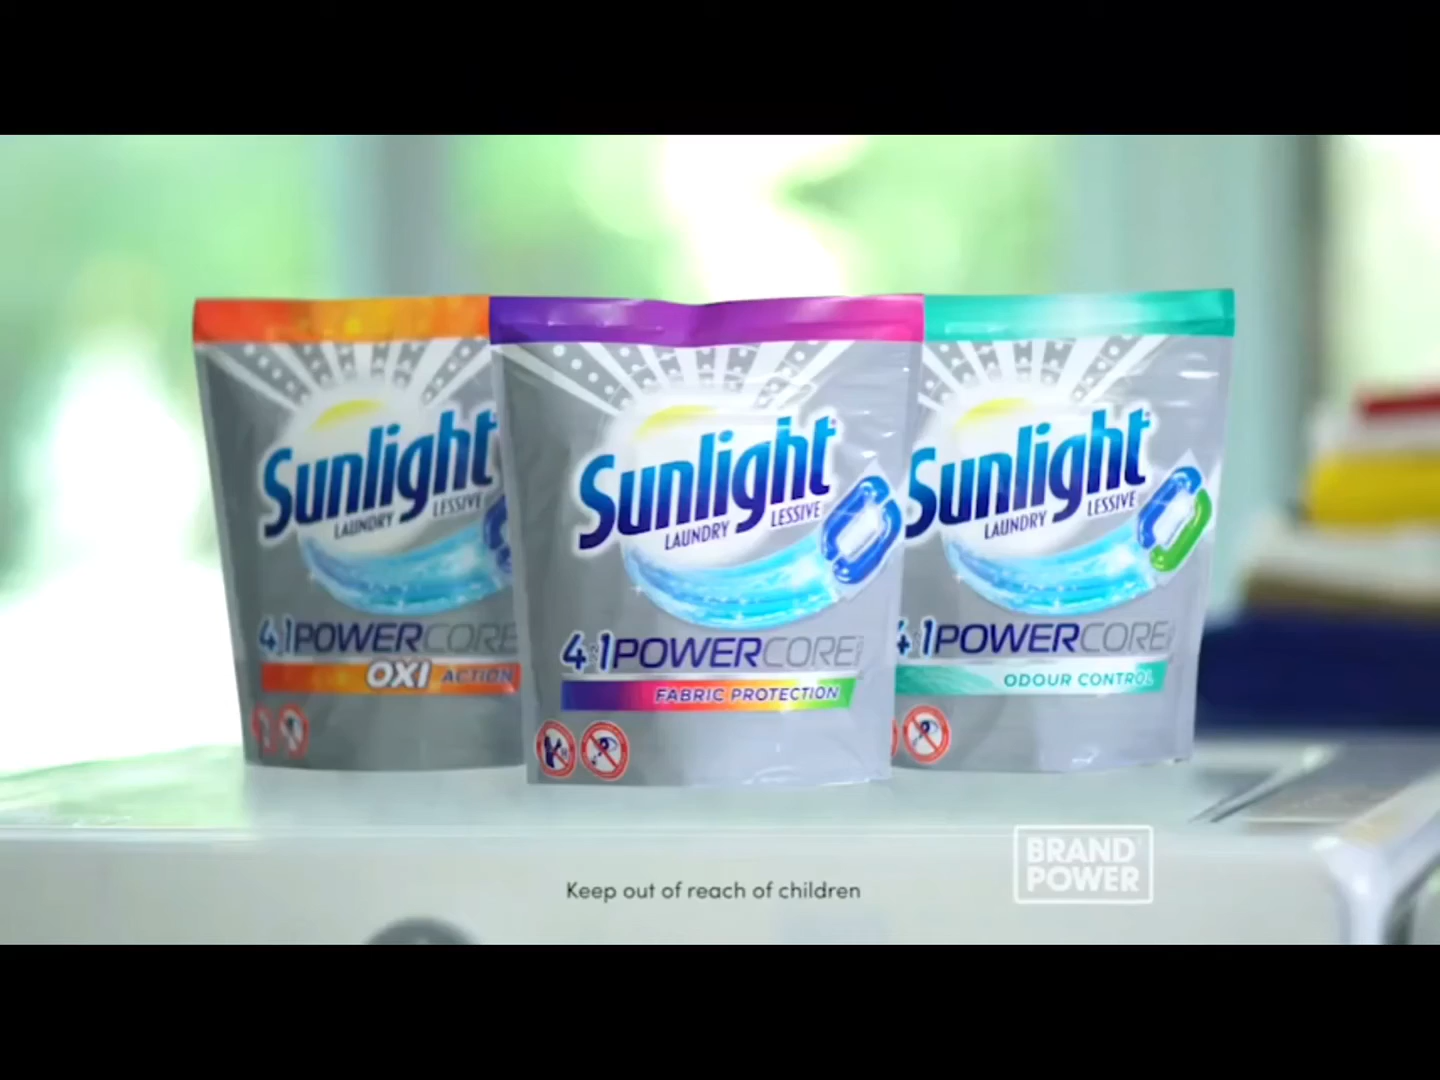 Sunlight
LAUNDRY LESSIVE
4 1 POWERCORE
OXI ACTION
Sunlight
LAUNDRY LESSIVE
4 1 POWERCORE
FABRIC PROTECTION
Sunlight
LAUNDRY LESSIVE
4 1 POWERCORE
ODOUR CONTROL
BRAND
POWER
Keep out of reach of children